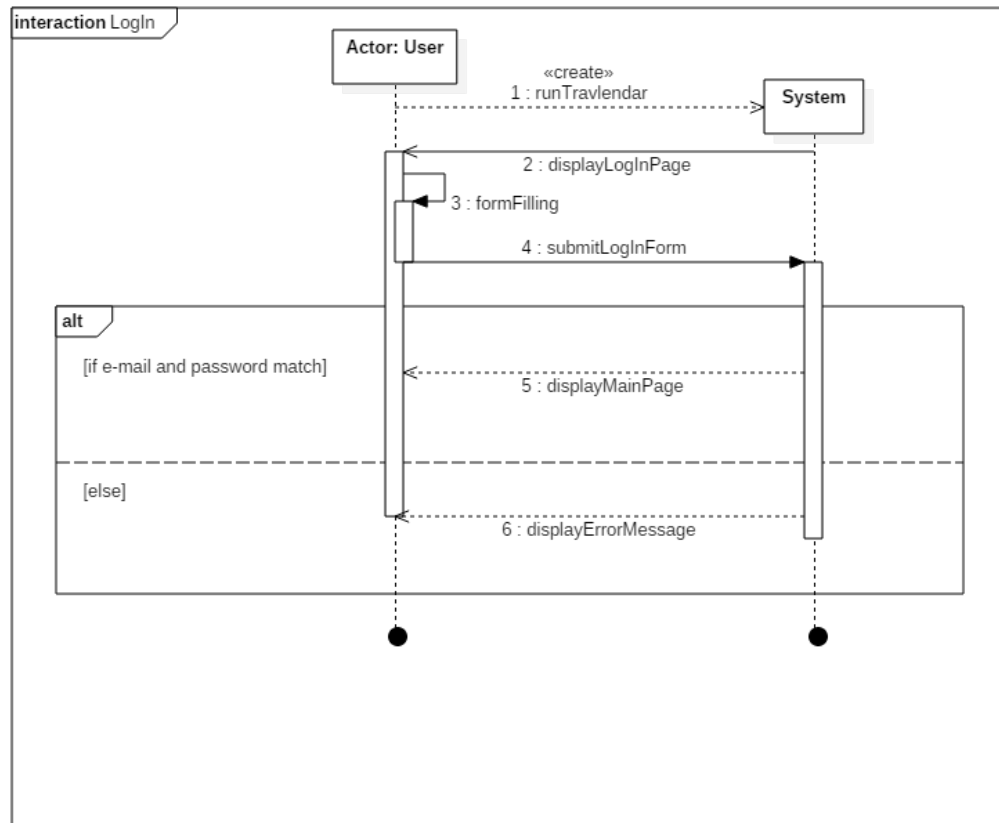 interaction LogIn
Actor: User
«create»
1 : runTravlendar
System
2 : displayLogInPage
3 : formFilling
4 : submitLogInForm
alt
[if e-mail and password match]
5 : displayMainPage
[else]
6 : displayErrorMessage